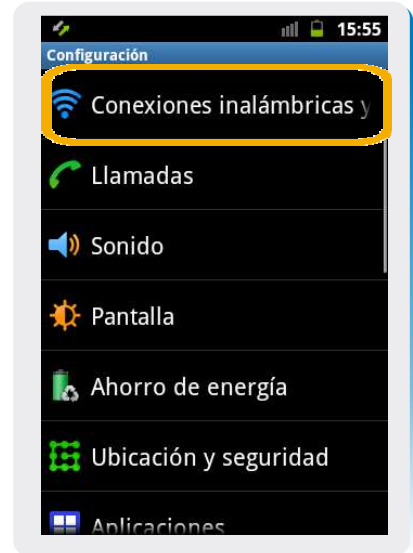 15:55
Configuración
Conexiones inalámbricas y
Llamadas
Sonido
Pantalla
Ahorro de energía
Ubicación y seguridad
Aplicaciones